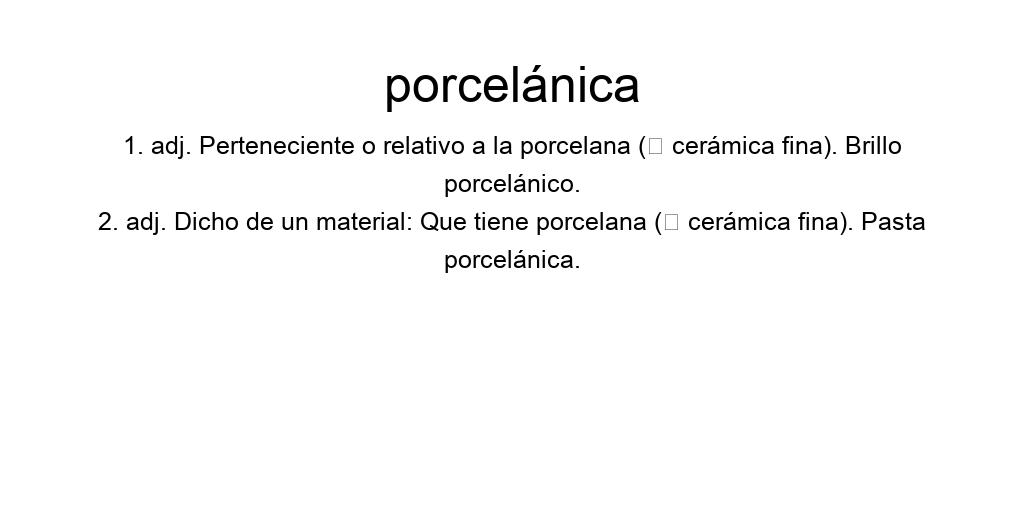 porcelánica
1. adj. Perteneciente o relativo a la porcelana (□ cerámica fina). Brillo
porcelánico.
2. adj. Dicho de un material: Que tiene porcelana (□ cerámica fina). Pasta
porcelánica.